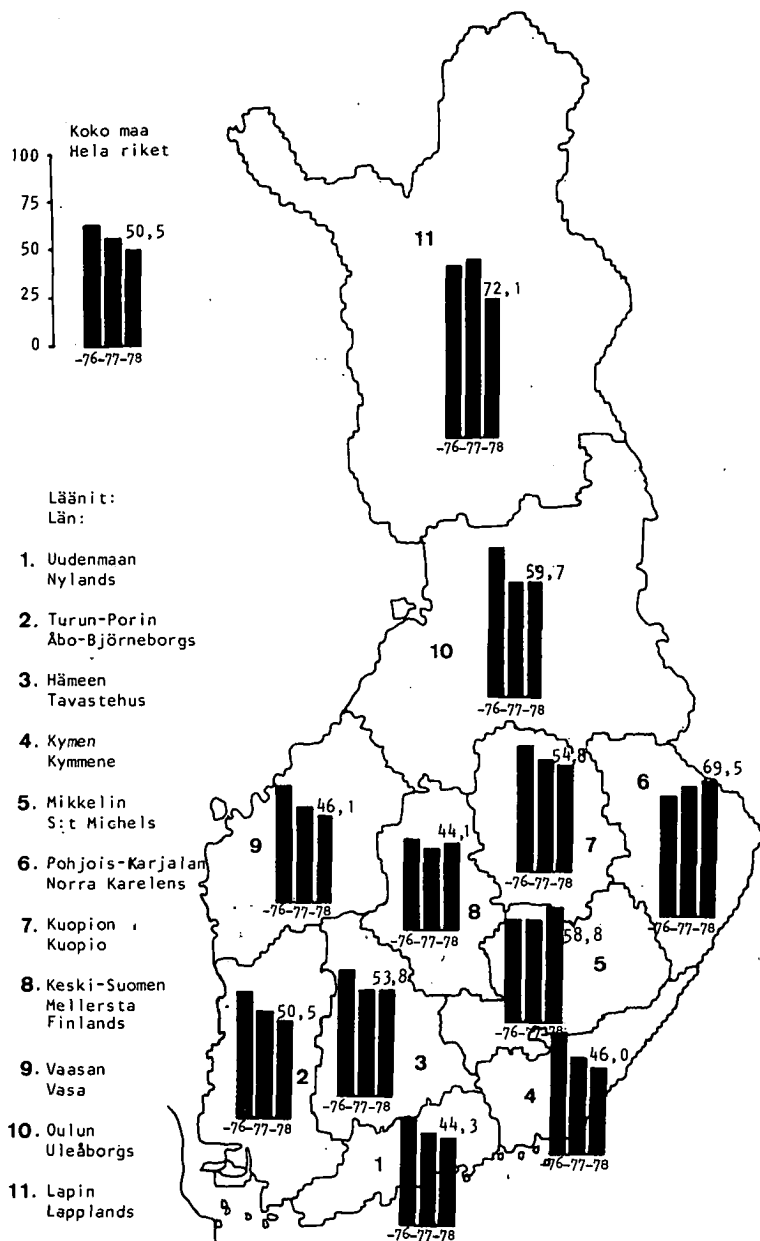 Koko maa
Hela riket
100
75
50
25
0
50,5
-76-77-78
11
72,1
-76-77-78
Läänit:
Län:
1. Uudenmaan
Nylands
2. Turun-Porin
Åbo-Björneborgs
3. Hämeen
Tavastehus
4. Kymen
Kymmene
5. Mikkelin
S:t Michels
6. Pohjois-Karjalan
Norra Karelens
7. Kuopion
Kuopio
8. Keski-Suomen
Mellersta
Finlands
9. Vaasan
Vasa
10. Oulun
Uleåborgs
11. Lapin
Lapplands
10
59,7
-76-77-78
9
46,1
-76-77-78
8
44,1
-76-77-78
7
54,8
-76-77-78
6
69,5
-76-77-78
5
58,8
-76-77-78
2
50,5
-76-77-78
3
53,8
-76-77-78
4
46,0
-76-77-78
1
44,3
-76-77-78